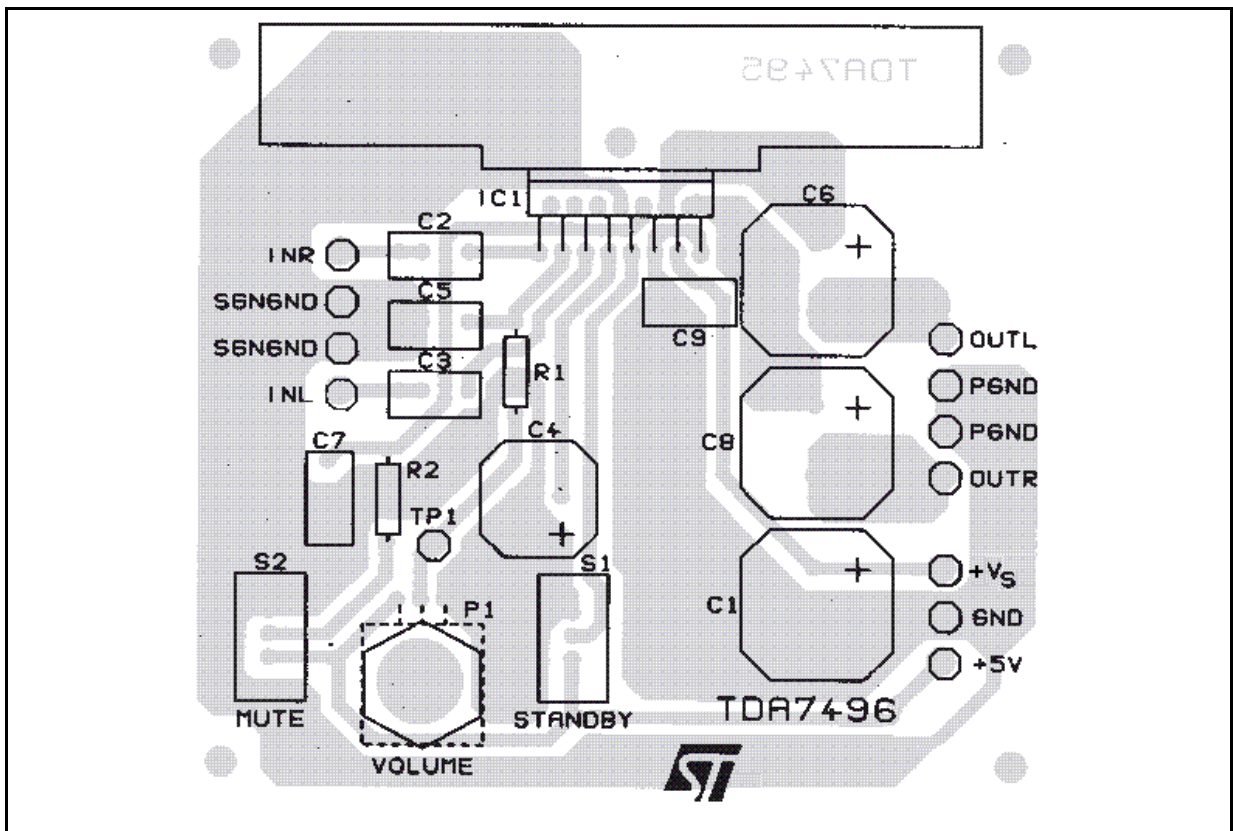 TDA7495
IC1
C6
C2
INR
C5
SGNGND
C9
SGNGND
C3
R1
OUTL
INL
PGND
C4
C8
PGND
C7
R2
OUTR
TP1
S2
S1
+VS
P1
C1
GND
+5V
MUTE
STANDBY
TDA7496
VOLUME
ST